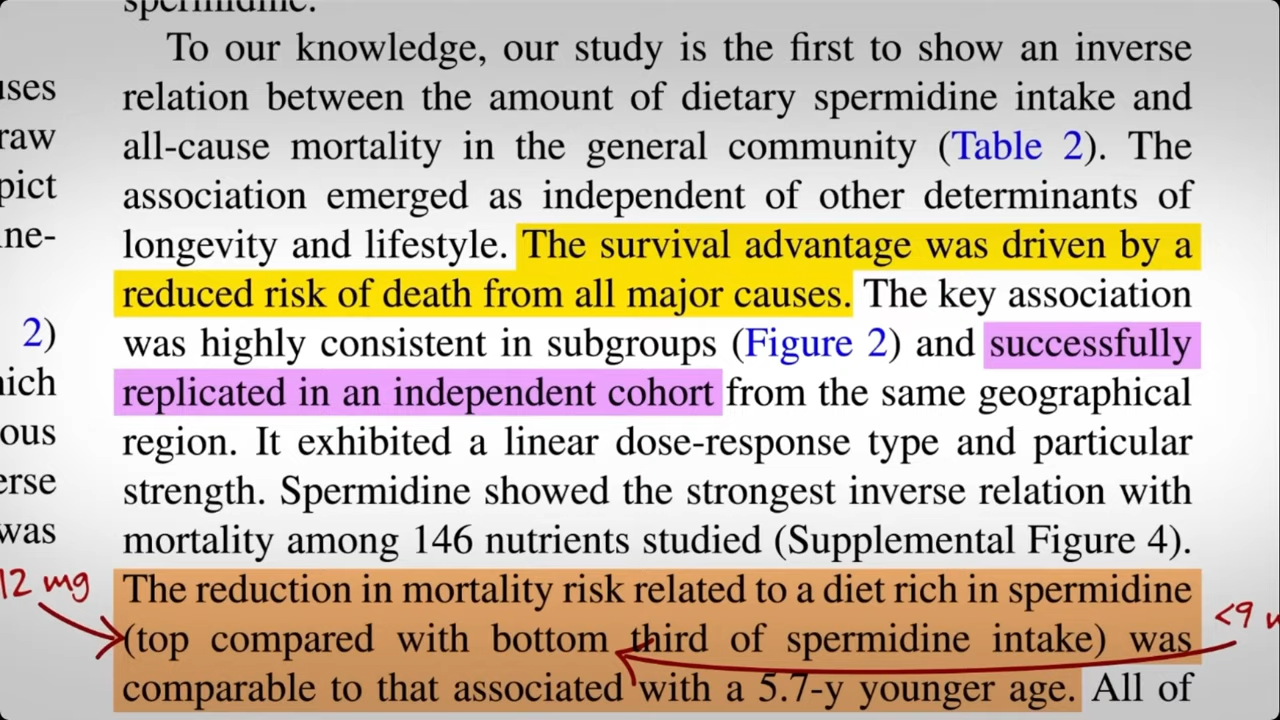 spermidine.
To our knowledge, our study is the first to show an inverse
relation between the amount of dietary spermidine intake and
all-cause mortality in the general community (Table 2). The
association emerged as independent of other determinants of
longevity and lifestyle. The survival advantage was driven by a
reduced risk of death from all major causes. The key association
was highly consistent in subgroups (Figure 2) and successfully
replicated in an independent cohort from the same geographical
region. It exhibited a linear dose-response type and particular
strength. Spermidine showed the strongest inverse relation with
mortality among 146 nutrients studied (Supplemental Figure 4).
The reduction in mortality risk related to a diet rich in spermidine
(top compared with bottom third of spermidine intake) was
comparable to that associated with a 5.7-y younger age. All of
raw
2)
was
12 mg
<9